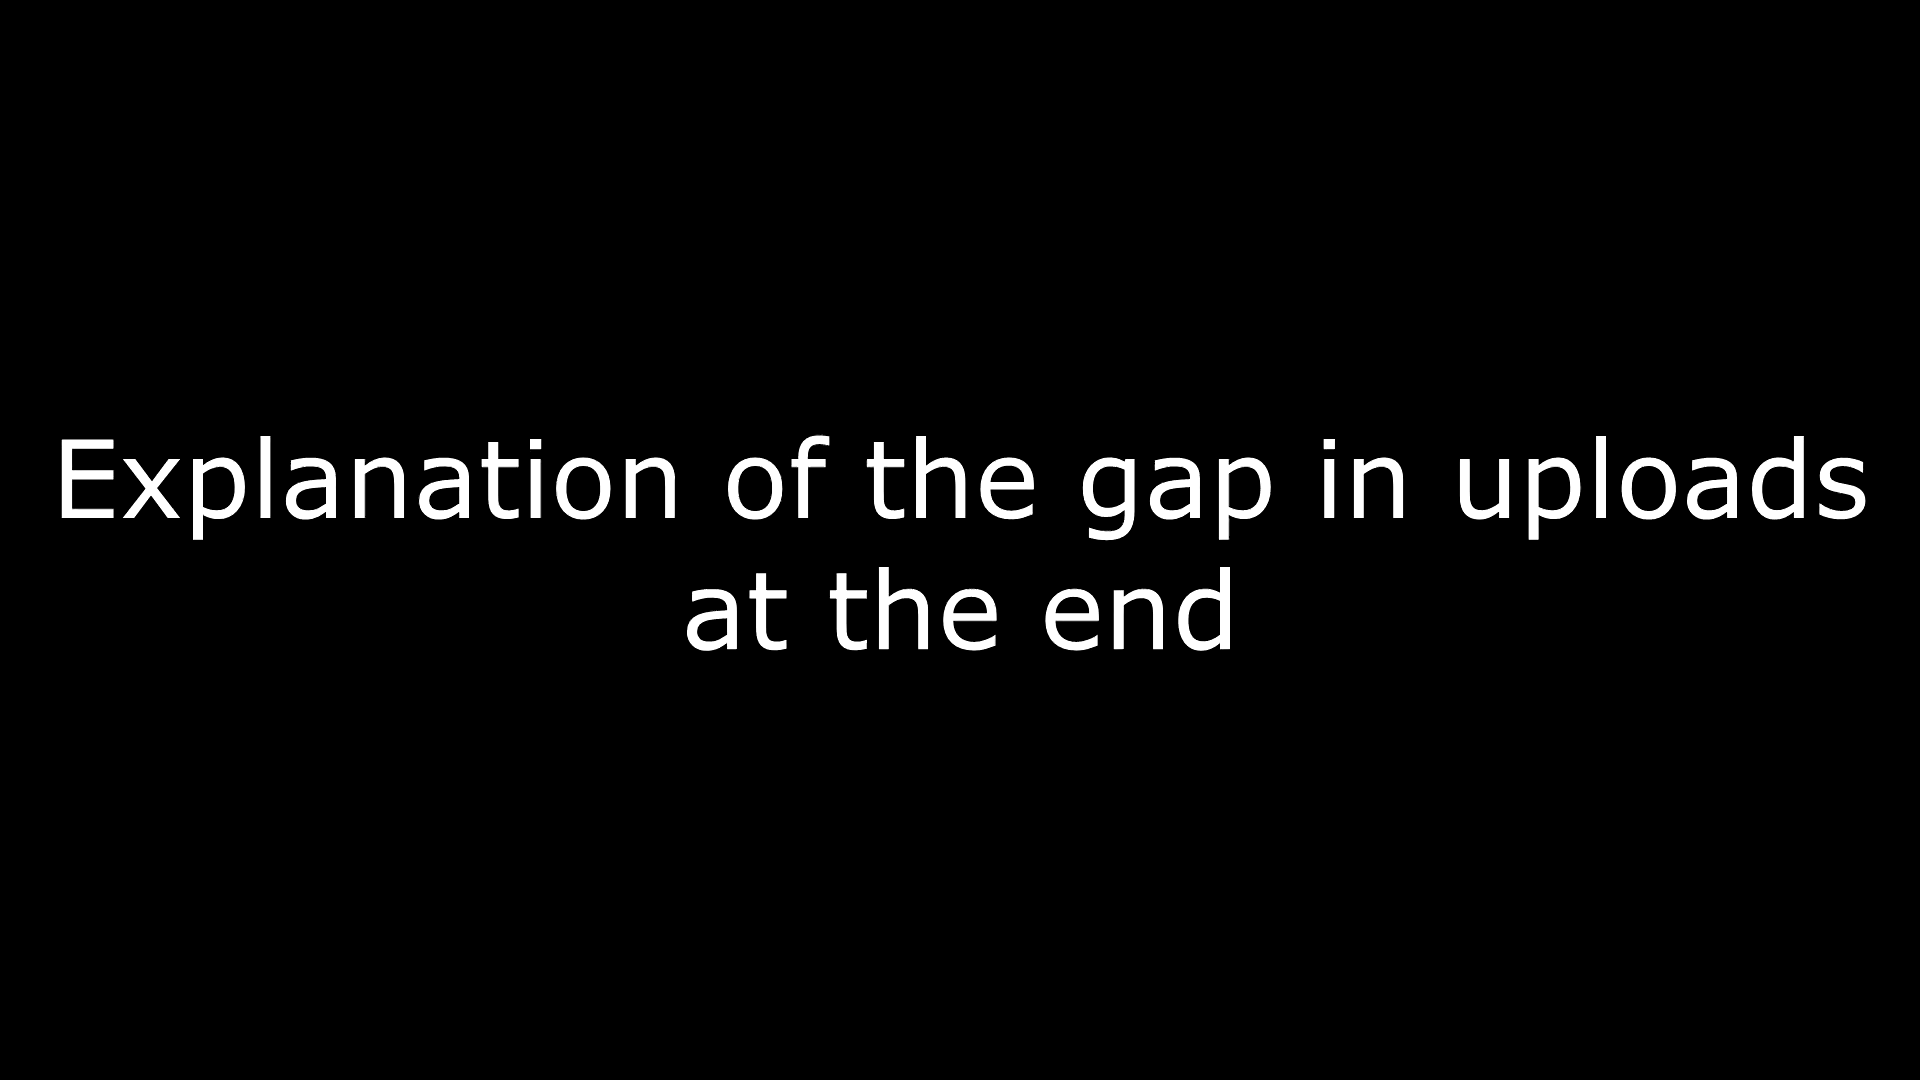 Explanation of the gap in uploads
at the end